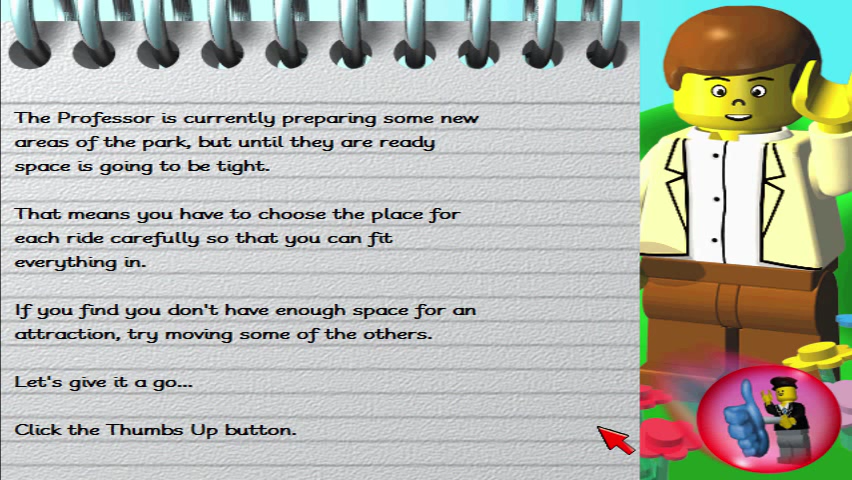 The Professor is currently preparing some new
areas of the park, but until they are ready
space is going to be tight.
That means you have to choose the place for
each ride carefully so that you can fit
everything in.
If you find you don't have enough space for an
attraction, try moving some of the others.
Let's give it a go...
Click the Thumbs Up button.